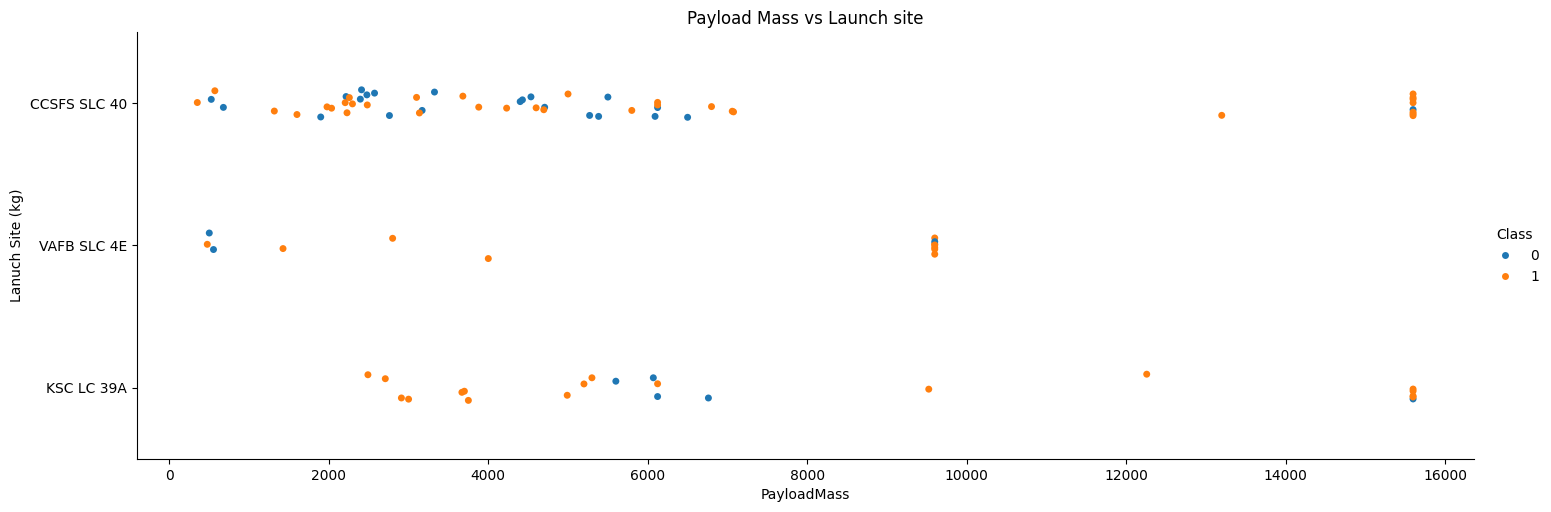 Payload Mass vs Launch site
Lanuch Site (kg)
CCSFS SLC 40
VAFB SLC 4E
KSC LC 39A
0 2000 4000 6000 8000 10000 12000 14000 16000
PayloadMass
Class
0
1